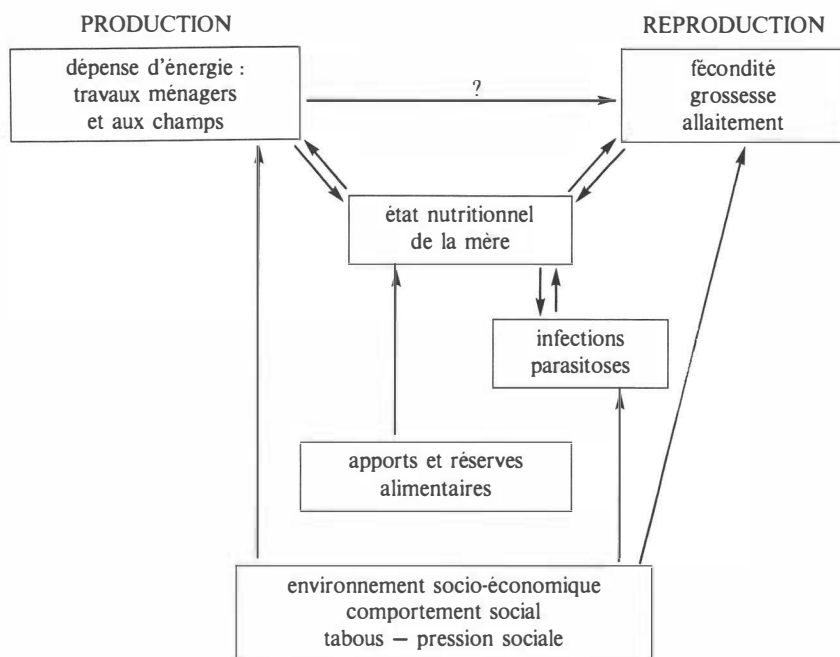 PRODUCTION
dépense d'énergie :
travaux ménagers
et aux champs
?
REPRODUCTION
fécondité
grossesse
allaitement
état nutritionnel
de la mère
infections
parasitoses
apports et réserves
alimentaires
environnement socio-économique
comportement social
tabous — pression sociale